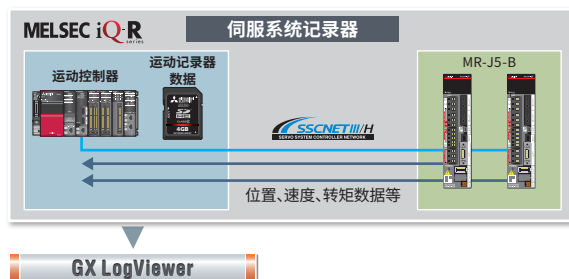 MELSEC iQ-R
series
伺服系统记录器
运动控制器
运动记录器
数据
MR-J5-B
4GB
SSCNETIII/H
SERVO SYSTEM CONTROLLER NETWORK
位置、速度、转矩数据等
GX LogViewer